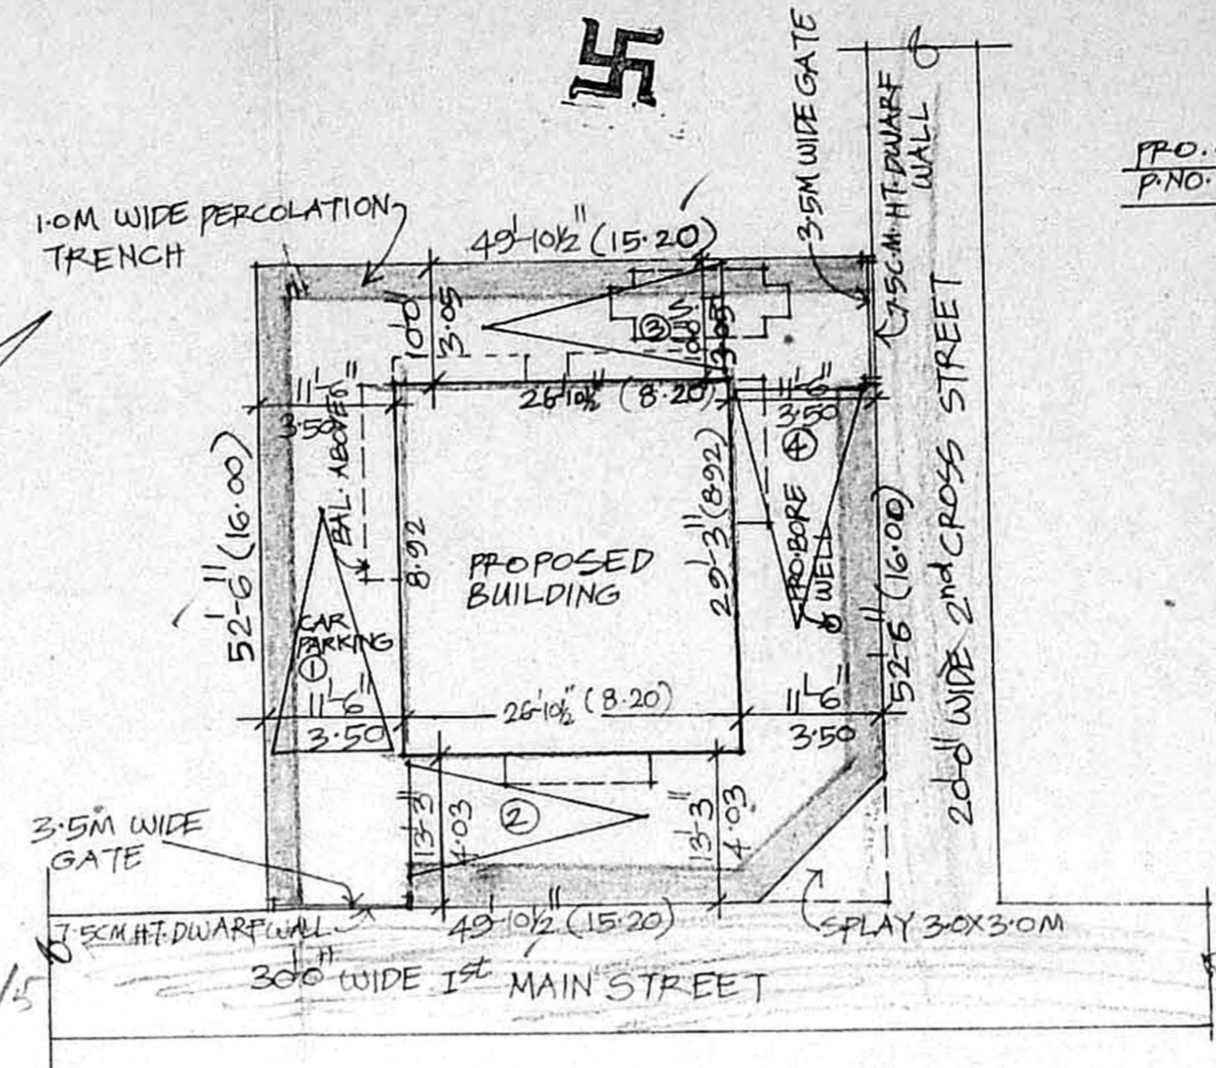 3.5M WIDE GATE
7.5C.M. HT. DWARF
WALL
PRO.
P.NO.
1.0M WIDE PERCOLATION
TRENCH
49'-10½" (15.20)
10'0"
3.05
③
10'0"
3.05
11'-6"
3.50
26'-10½" (8.20)
11'-6"
3.50
BAL. ABOVE
④
52'-6" (16.00)
8.92
PROPOSED
BUILDING
29'-3" (8.92)
PRO.BORE
WELL
52'-6" (16.00)
20'0" WIDE 2nd CROSS STREET
CAR
PARKING
①
11'-6"
3.50
26'-10½" (8.20)
11'-6"
3.50
3.5M WIDE
GATE
13'-3"
4.03
②
13'-3"
4.03
7.5CM.HT.DWARF WALL
49'-10½" (15.20)
SPLAY 3.0X3.0M
30'0" WIDE Ist MAIN STREET